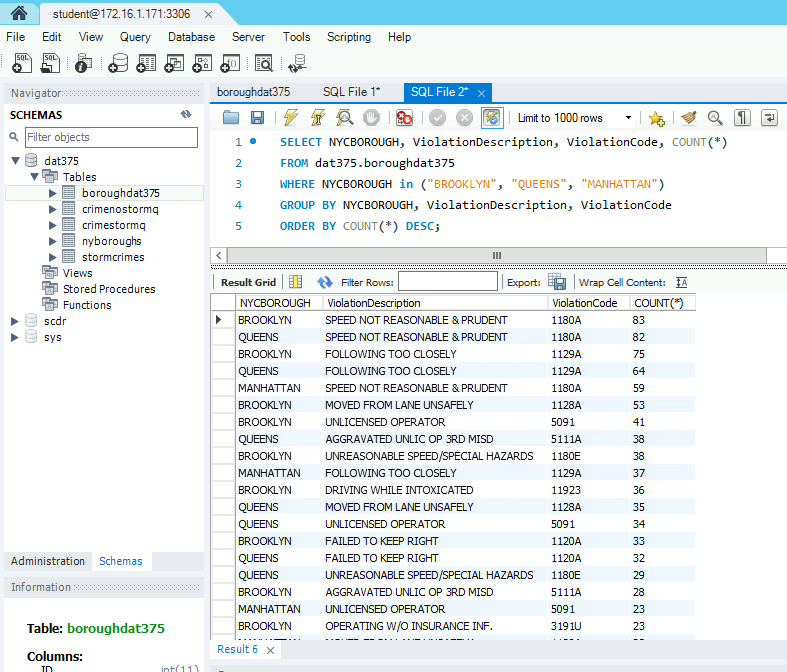 student@172.16.1.171:3306 ×
File Edit View Query Database Server Tools Scripting Help
Navigator
SCHEMAS
Filter objects
dat375
Tables
boroughdat375
crimenostormq
crimestormq
nyboroughs
stormcrimes
Views
Stored Procedures
Functions
scdr
sys
Administration Schemas
Information
Table: boroughdat375
Columns:
ID int(11)
boroughdat375 SQL File 1* SQL File 2* ×
Limit to 1000 rows
1 SELECT NYCBOROUGH, ViolationDescription, ViolationCode, COUNT(*)
2 FROM dat375.boroughdat375
3 WHERE NYCBOROUGH in ("BROOKLYN", "QUEENS", "MANHATTAN")
4 GROUP BY NYCBOROUGH, ViolationDescription, ViolationCode
5 ORDER BY COUNT(*) DESC;
Result Grid Filter Rows: Export: Wrap Cell Content: IA
NYCBOROUGH ViolationDescription ViolationCode COUNT(*)
BROOKLYN SPEED NOT REASONABLE & PRUDENT 1180A 83
QUEENS SPEED NOT REASONABLE & PRUDENT 1180A 82
BROOKLYN FOLLOWING TOO CLOSELY 1129A 75
QUEENS FOLLOWING TOO CLOSELY 1129A 64
MANHATTAN SPEED NOT REASONABLE & PRUDENT 1180A 59
BROOKLYN MOVED FROM LANE UNSAFELY 1128A 53
BROOKLYN UNLICENSED OPERATOR 5091 41
QUEENS AGGRAVATED UNLIC OP 3RD MISD 5111A 38
BROOKLYN UNREASONABLE SPEED/SPECIAL HAZARDS 1180E 38
MANHATTAN FOLLOWING TOO CLOSELY 1129A 37
BROOKLYN DRIVING WHILE INTOXICATED 11923 36
QUEENS MOVED FROM LANE UNSAFELY 1128A 35
QUEENS UNLICENSED OPERATOR 5091 34
BROOKLYN FAILED TO KEEP RIGHT 1120A 33
QUEENS FAILED TO KEEP RIGHT 1120A 32
QUEENS UNREASONABLE SPEED/SPECIAL HAZARDS 1180E 29
BROOKLYN AGGRAVATED UNLIC OP 3RD MISD 5111A 28
MANHATTAN UNLICENSED OPERATOR 5091 23
BROOKLYN OPERATING W/O INSURANCE INF. 3191U 23
Result 6 ×